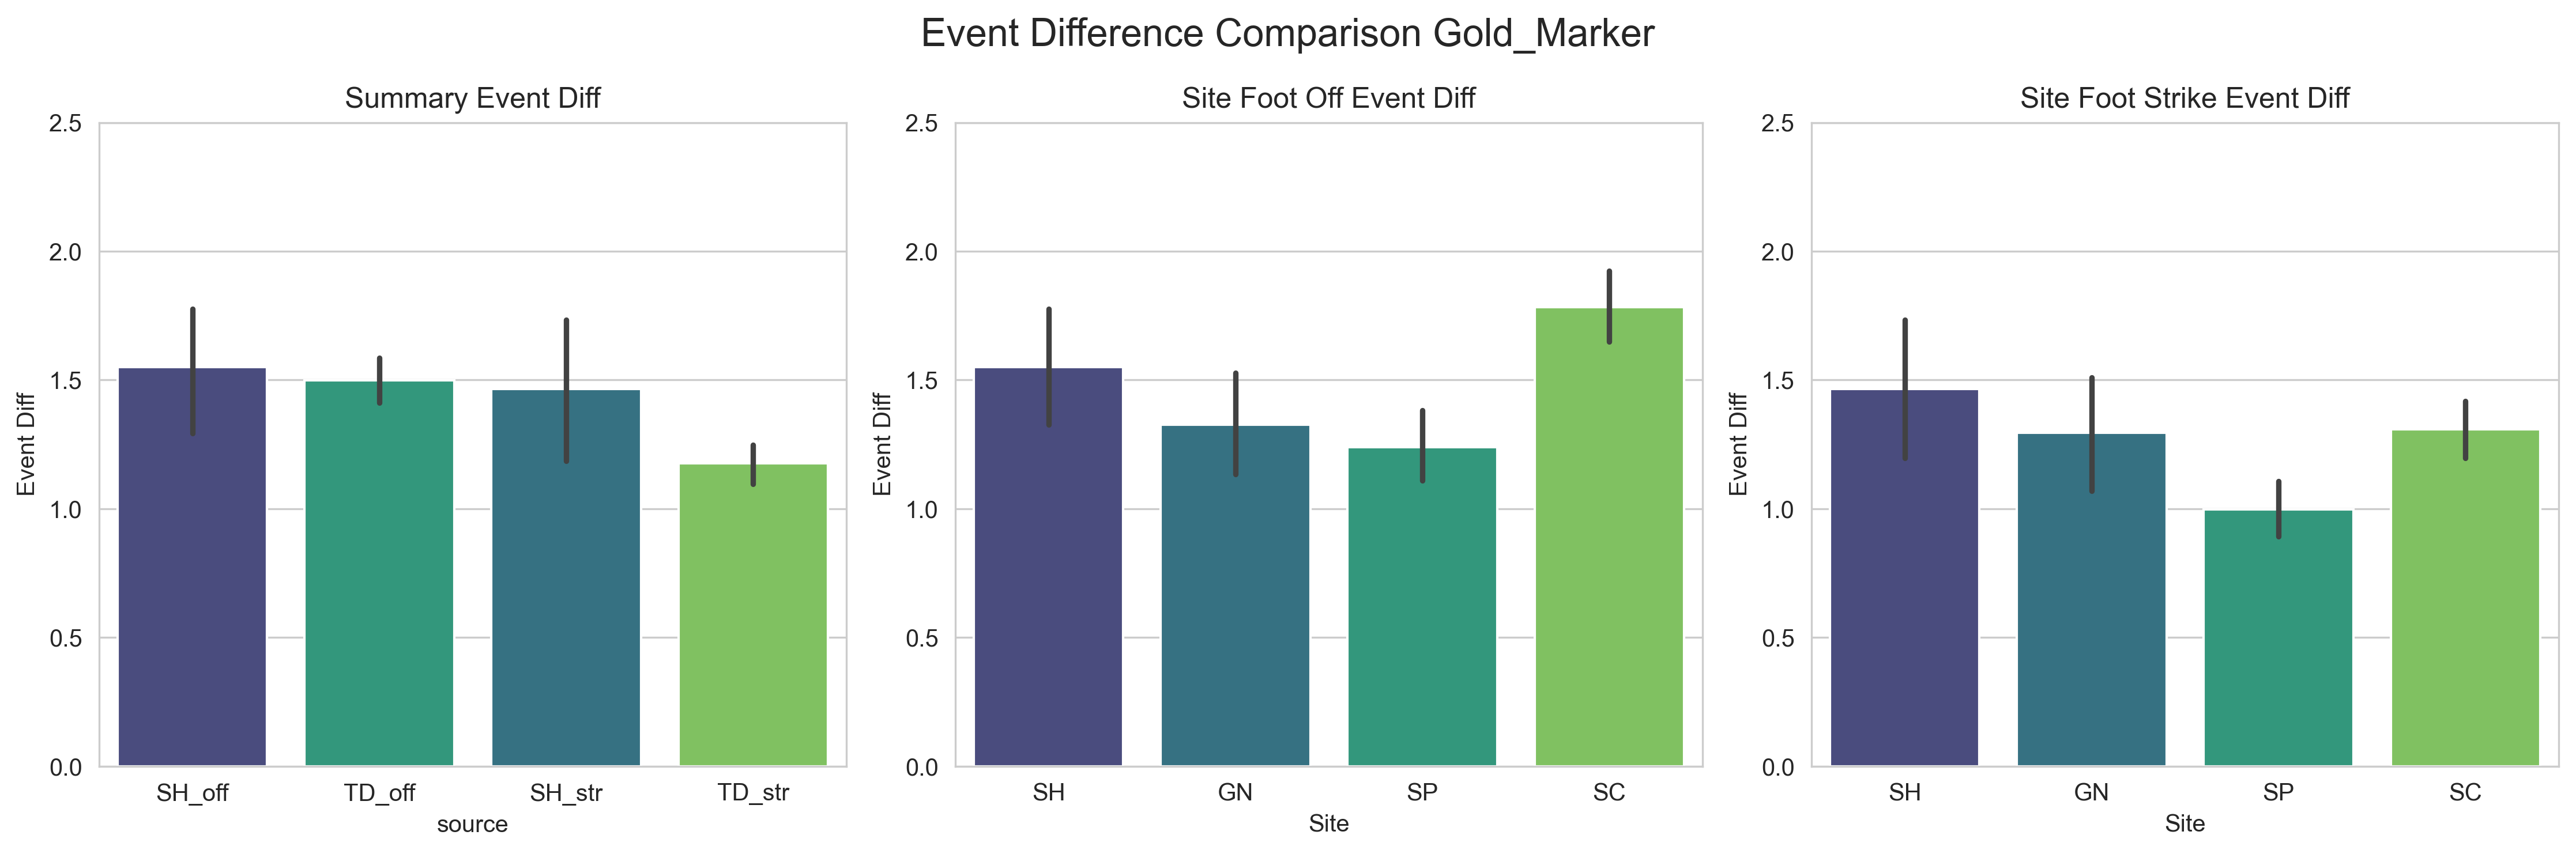 Event Difference Comparison Gold_Marker
Summary Event Diff
2.5
2.0
1.5
1.0
0.5
0.0
Event Diff
SH_off TD_off SH_str TD_str
source
Site Foot Off Event Diff
2.5
2.0
1.5
1.0
0.5
0.0
Event Diff
SH GN SP SC
Site
Site Foot Strike Event Diff
2.5
2.0
1.5
1.0
0.5
0.0
Event Diff
SH GN SP SC
Site